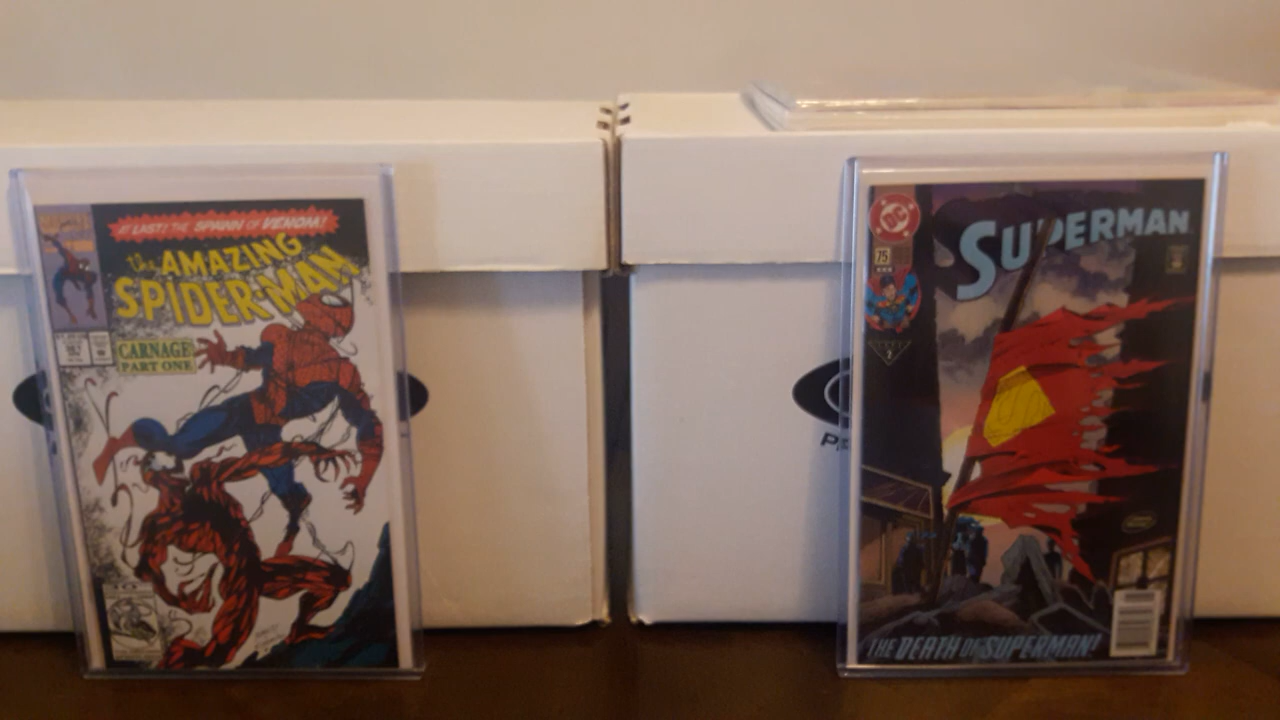 AT LAST! THE SPAWN OF VENOM!
the AMAZING
SPIDER-MAN
CARNAGE
PART ONE
DC
75
SUPERMAN
2
THE DEATH OF SUPERMAN!